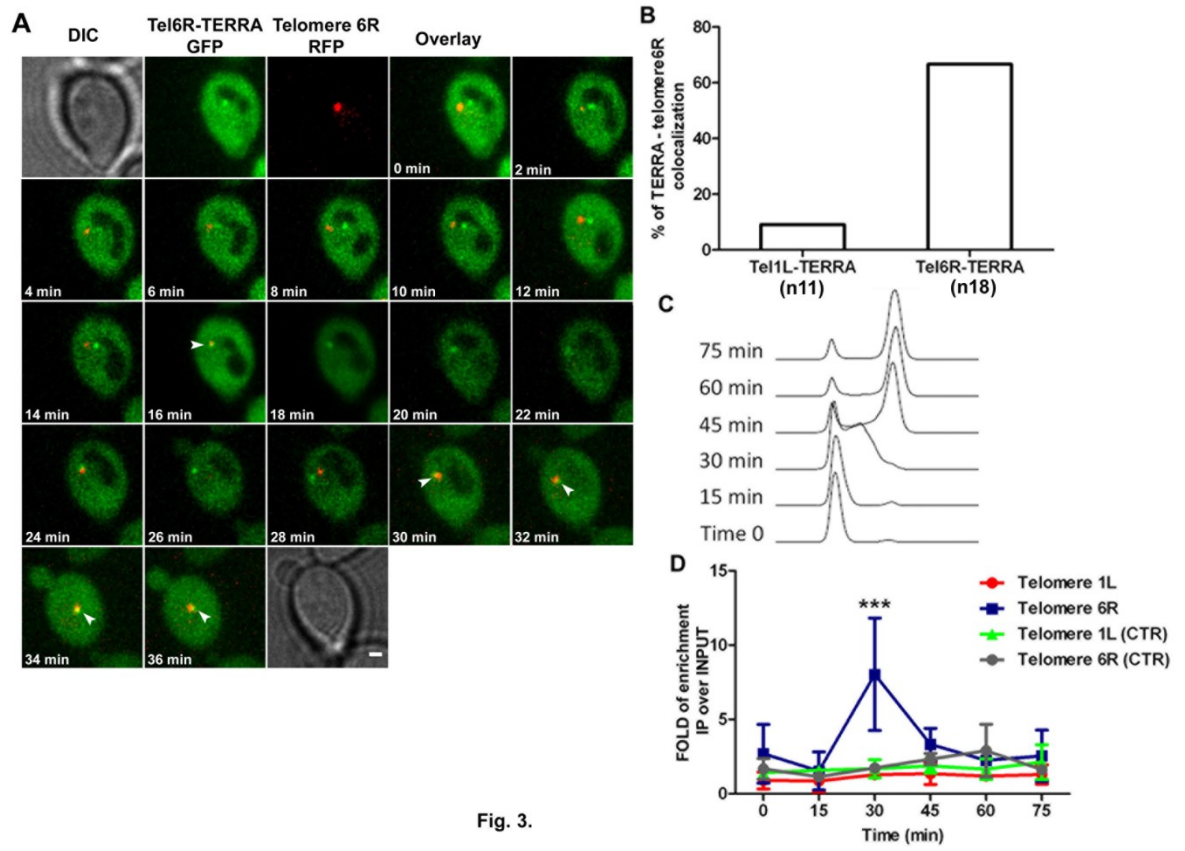 A
DIC
Tel6R-TERRA
GFP
Telomere 6R
RFP
Overlay
0 min
2 min
4 min
6 min
8 min
10 min
12 min
14 min
16 min
18 min
20 min
22 min
24 min
26 min
28 min
30 min
32 min
34 min
36 min
B
% of TERRA - telomere6R
colocalization
80
60
40
20
0
Tel1L-TERRA
(n11)
Tel6R-TERRA
(n18)
C
75 min
60 min
45 min
30 min
15 min
Time 0
D
FOLD of enrichment
IP over INPUT
15
10
5
0
***
Telomere 1L
Telomere 6R
Telomere 1L (CTR)
Telomere 6R (CTR)
0 15 30 45 60 75
Time (min)
Fig. 3.